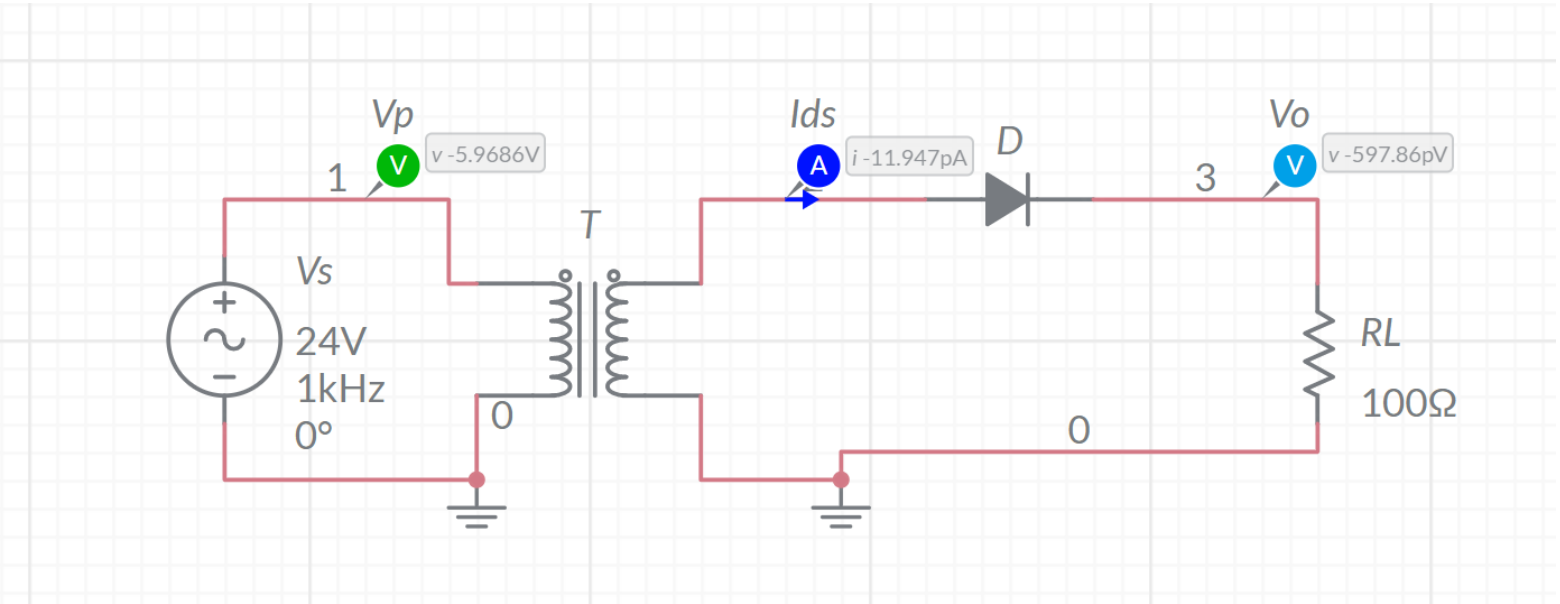 Vp
V
v -5.9686V
1
Vs
24V
1kHz
0°
T
0
Ids
A
i -11.947pA
D
Vo
V
v -597.86pV
3
RL
100Ω
0